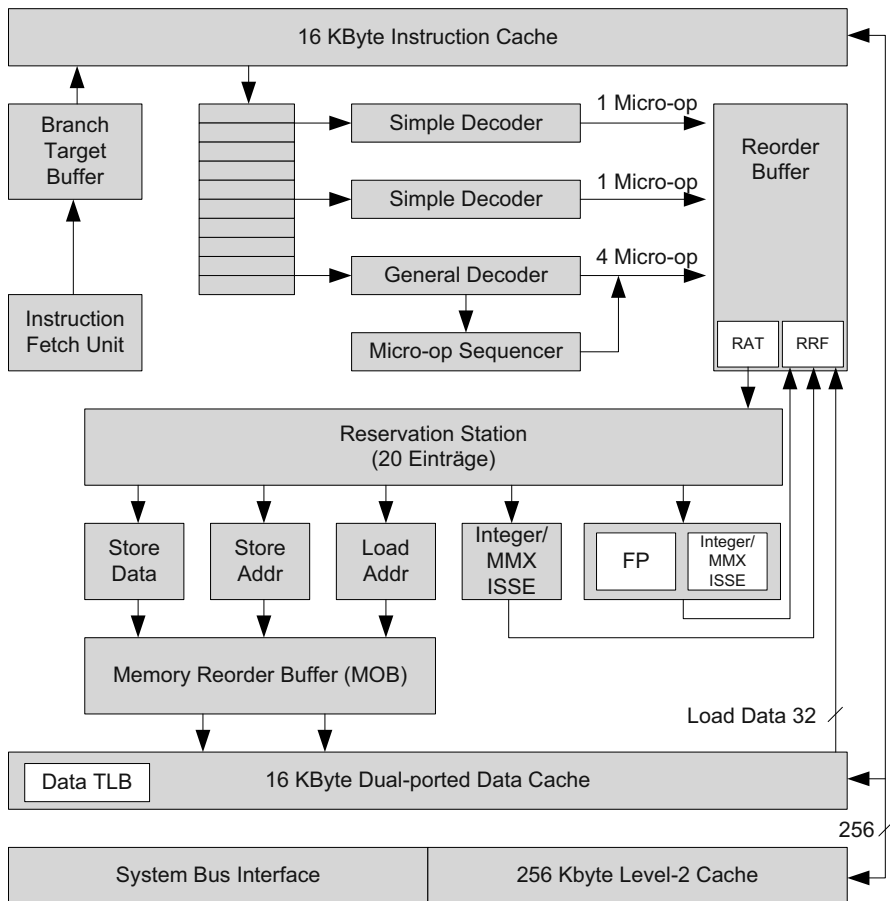 16 KByte Instruction Cache
Branch
Target
Buffer
Instruction
Fetch Unit
Simple Decoder
1 Micro-op
Simple Decoder
1 Micro-op
General Decoder
4 Micro-op
Micro-op Sequencer
Reorder
Buffer
RAT
RRF
Reservation Station
(20 Einträge)
Store
Data
Store
Addr
Load
Addr
Integer/
MMX
ISSE
FP
Integer/
MMX
ISSE
Memory Reorder Buffer (MOB)
Load Data 32
Data TLB
16 KByte Dual-ported Data Cache
256
System Bus Interface
256 Kbyte Level-2 Cache